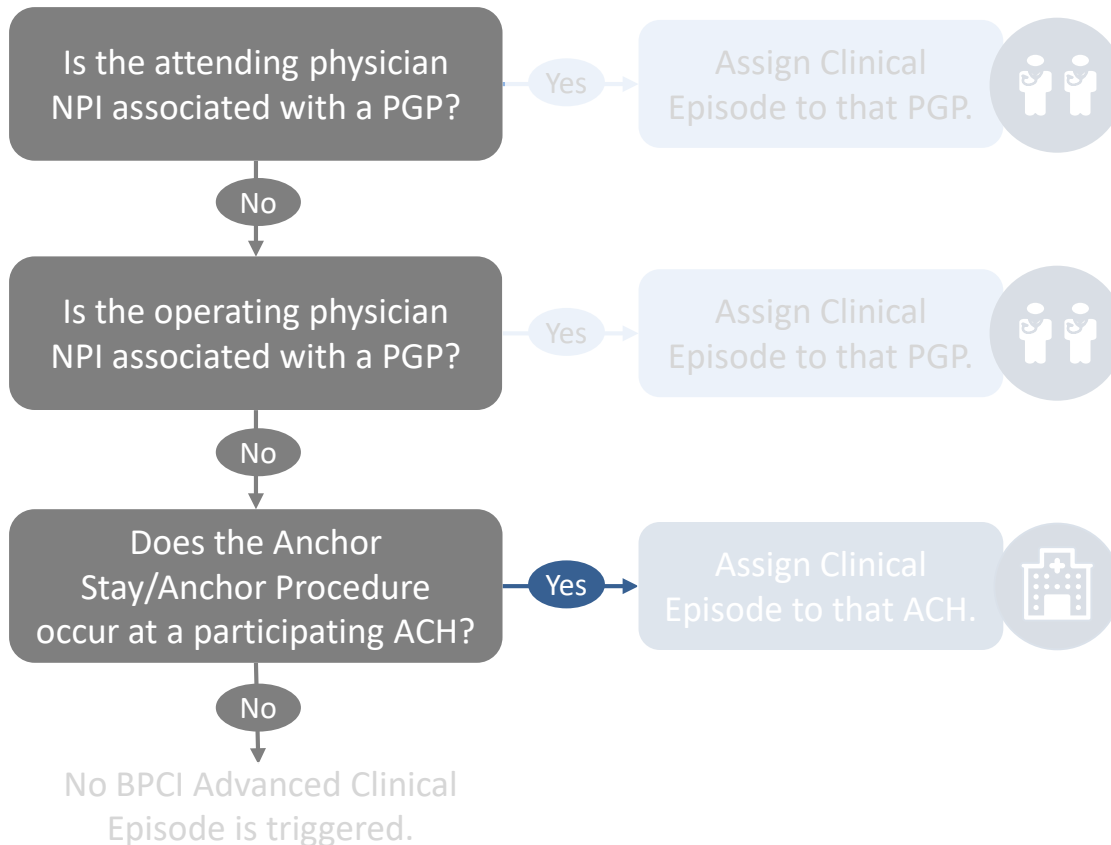 Is the attending physician
NPI associated with a PGP?
Yes
Assign Clinical
Episode to that PGP.
No
Is the operating physician
NPI associated with a PGP?
Yes
Assign Clinical
Episode to that PGP.
No
Does the Anchor
Stay/Anchor Procedure
occur at a participating ACH?
Yes
Assign Clinical
Episode to that ACH.
No
No BPCI Advanced Clinical
Episode is triggered.